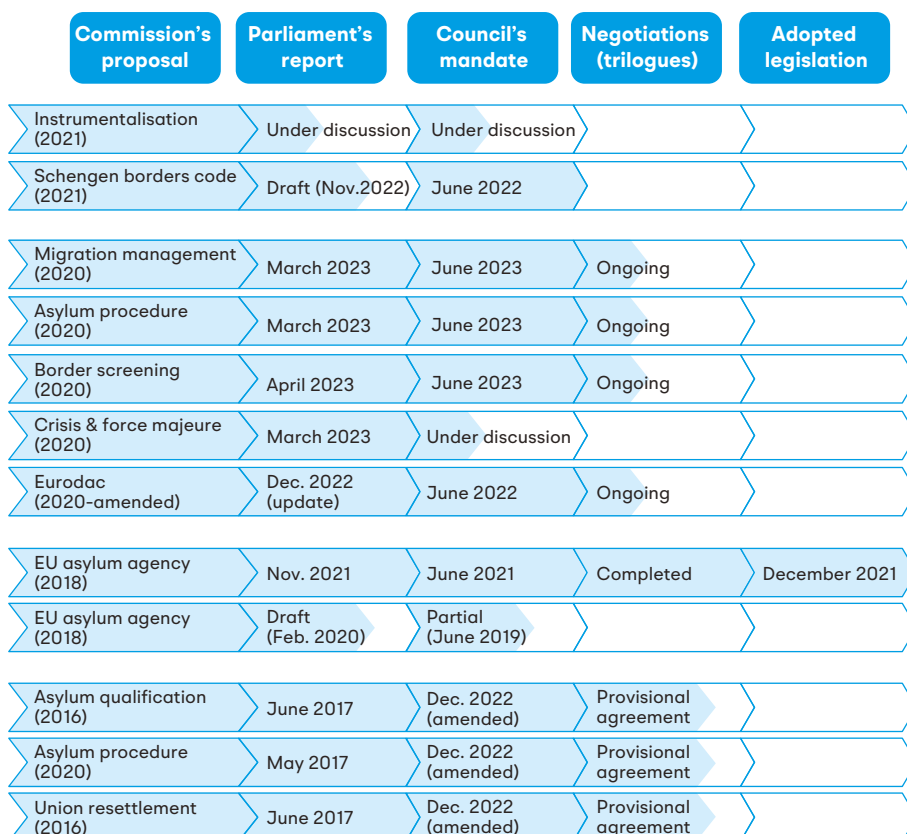 Commission's
proposal
Parliament's
report
Council's
mandate
Negotiations
(trilogues)
Adopted
legislation
Instrumentalisation
(2021)
Under discussion
Under discussion
Schengen borders code
(2021)
Draft (Nov.2022)
June 2022
Migration management
(2020)
March 2023
June 2023
Ongoing
Asylum procedure
(2020)
March 2023
June 2023
Ongoing
Border screening
(2020)
April 2023
June 2023
Ongoing
Crisis & force majeure
(2020)
March 2023
Under discussion
Eurodac
(2020-amended)
Dec. 2022
(update)
June 2022
Ongoing
EU asylum agency
(2018)
Nov. 2021
June 2021
Completed
December 2021
EU asylum agency
(2018)
Draft
(Feb. 2020)
Partial
(June 2019)
Asylum qualification
(2016)
June 2017
Dec. 2022
(amended)
Provisional
agreement
Asylum procedure
(2020)
May 2017
Dec. 2022
(amended)
Provisional
agreement
Union resettlement
(2016)
June 2017
Dec. 2022
(amended)
Provisional
agreement